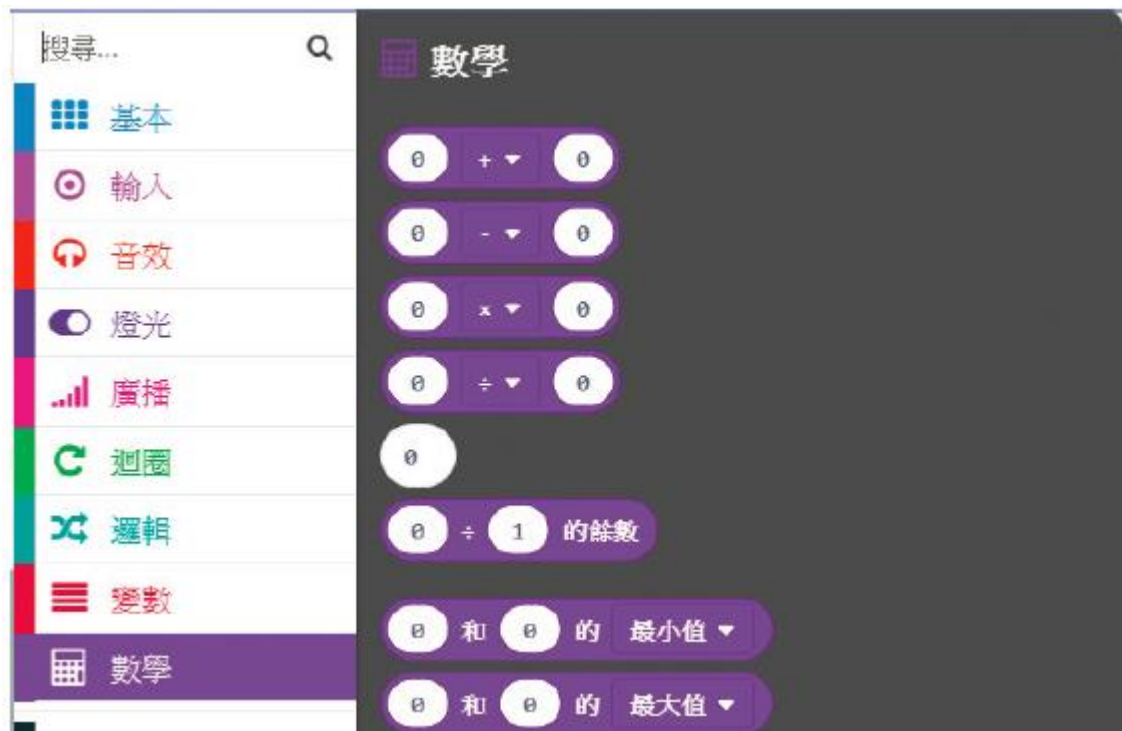 搜尋...
基本
輸入
音效
燈光
廣播
迴圈
邏輯
變數
數學
數學
0 + 0
0 - 0
0 x 0
0 ÷ 0
0
0 ÷ 1 的餘數
0 和 0 的 最小值
0 和 0 的 最大值